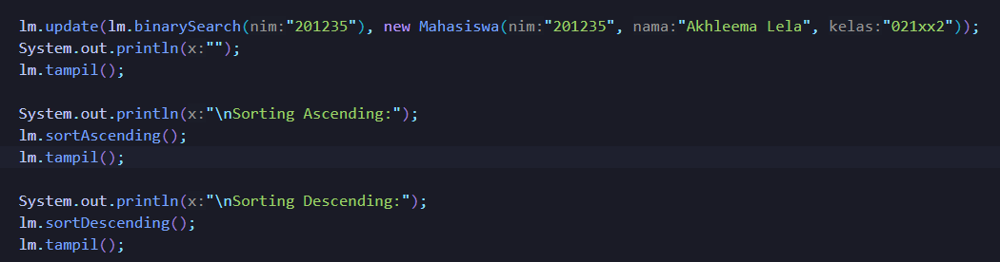 lm.update(lm.binarySearch(nim:"201235"), new Mahasiswa(nim:"201235", nama:"Akhleema Lela", kelas:"021xx2"));
System.out.println(x:"");
lm.tampil();
System.out.println(x:"\nSorting Ascending:");
lm.sortAscending();
lm.tampil();
System.out.println(x:"\nSorting Descending:");
lm.sortDescending();
lm.tampil();